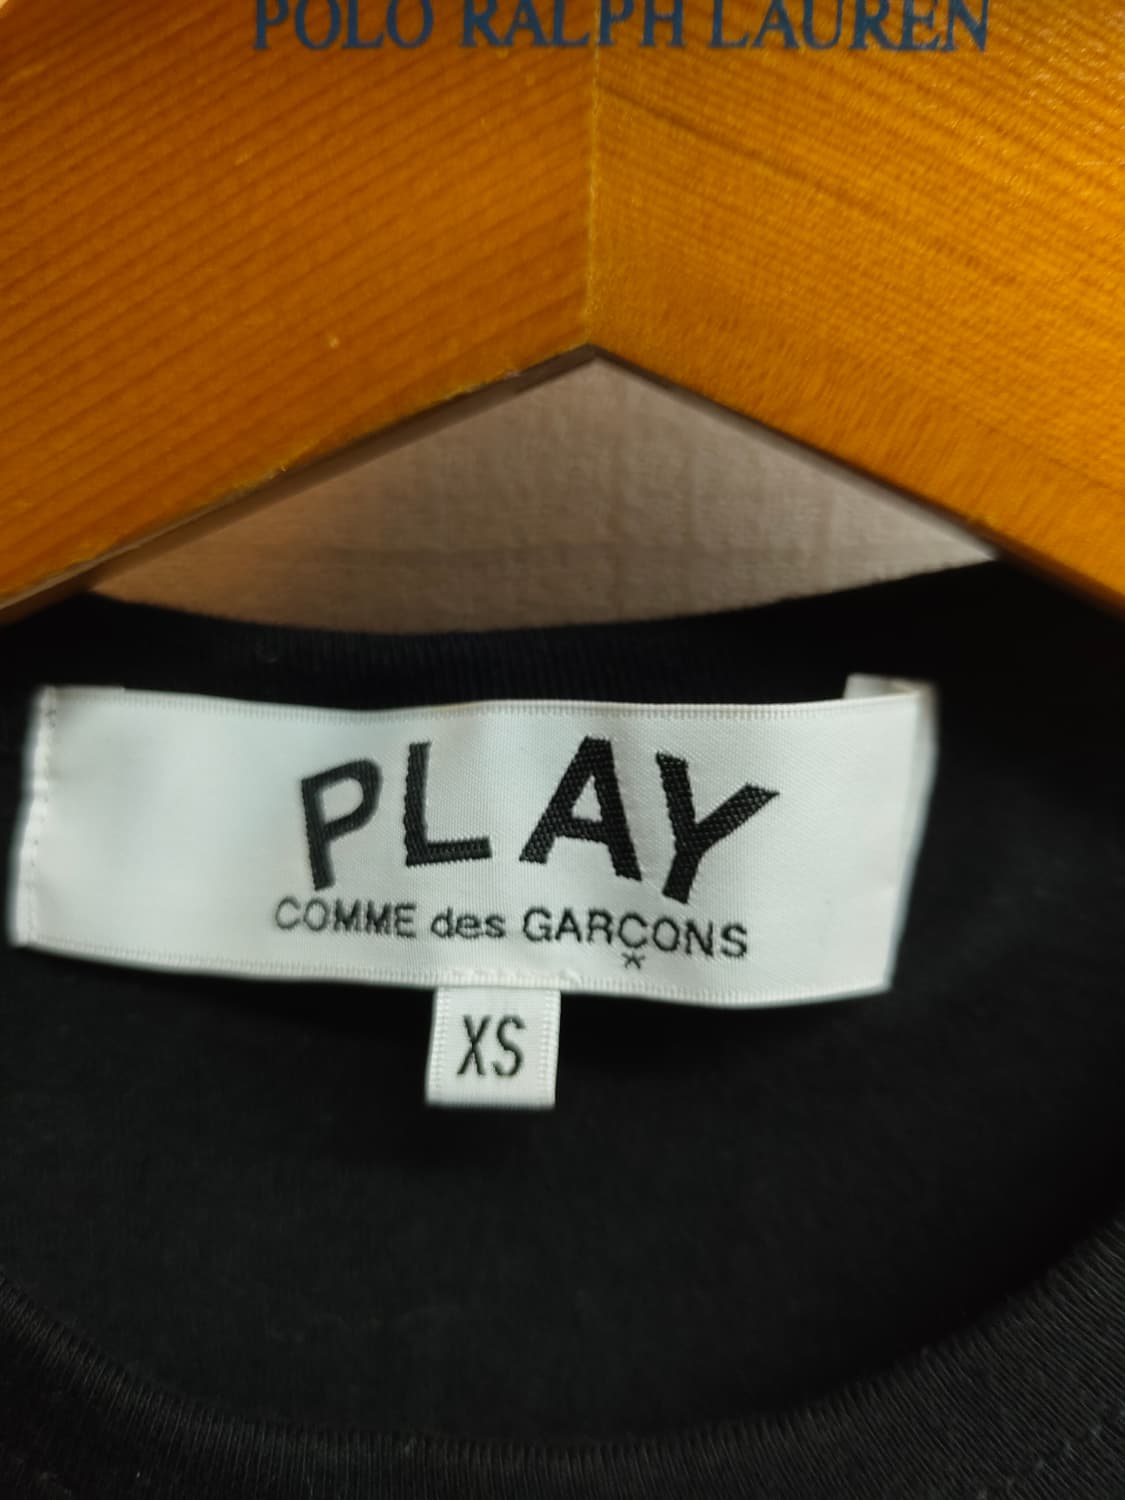 POLO RALPH LAUREN
PLAY
COMME des GARÇONS
*
XS